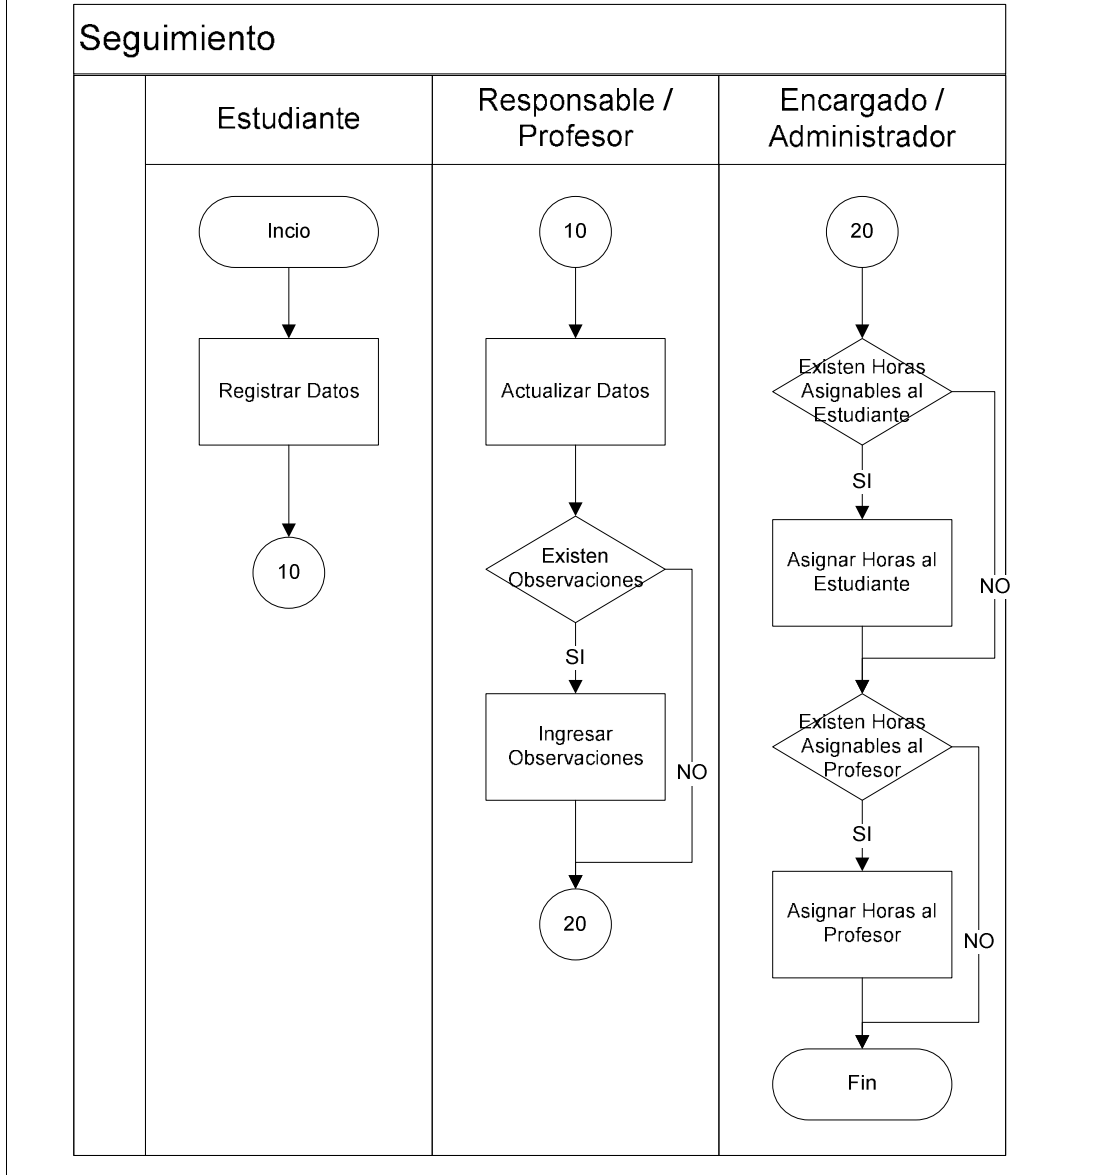 Seguimiento
Estudiante
Responsable /
Profesor
Encargado /
Administrador
Incio
Registrar Datos
10
10
Actualizar Datos
Existen
Observaciones
SI
Ingresar
Observaciones
NO
20
20
Existen Horas
Asignables al
Estudiante
SI
Asignar Horas al
Estudiante
NO
Existen Horas
Asignables al
Profesor
SI
Asignar Horas al
Profesor
NO
Fin